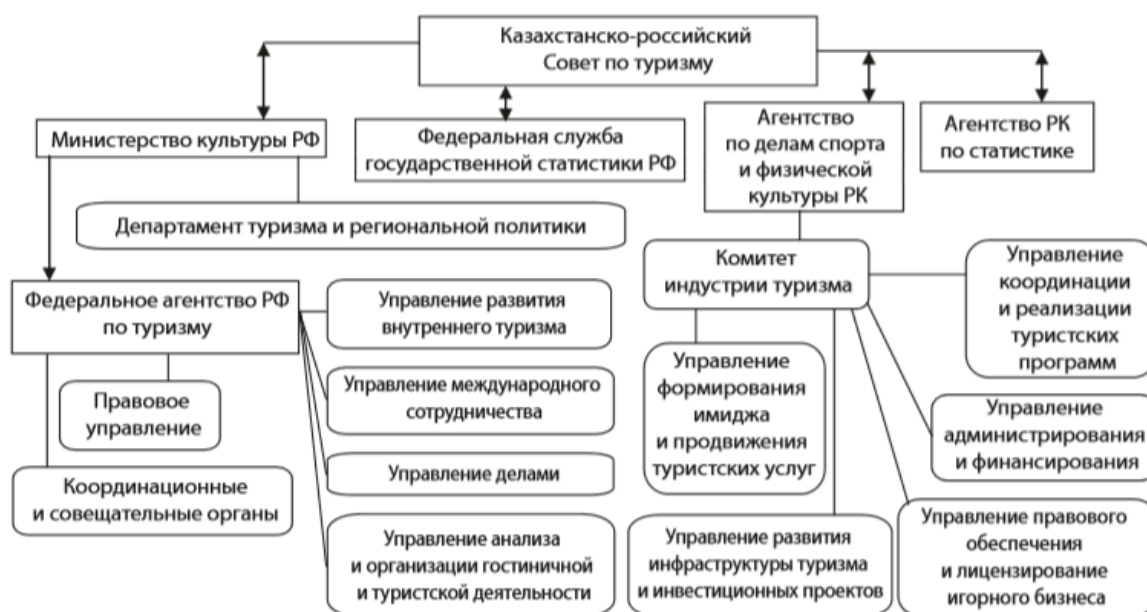 Казахстанско-российский
Совет по туризму
Министерство культуры РФ
Федеральная служба
государственной статистики РФ
Агентство
по делам спорта
и физической
культуры РК
Агентство РК
по статистике
Департамент туризма и региональной политики
Федеральное агентство РФ
по туризму
Управление развития
внутреннего туризма
Комитет
индустрии туризма
Управление
координации
и реализации
туристских
программ
Правовое
управление
Управление международного
сотрудничества
Управление
формирования
имиджа
и продвижения
туристских услуг
Управление
администрирования
и финансирования
Координационные
и совещательные органы
Управление делами
Управление анализа
и организации гостиничной
и туристской деятельности
Управление развития
инфраструктуры туризма
и инвестиционных проектов
Управление правового
обеспечения
и лицензирование
игорного бизнеса